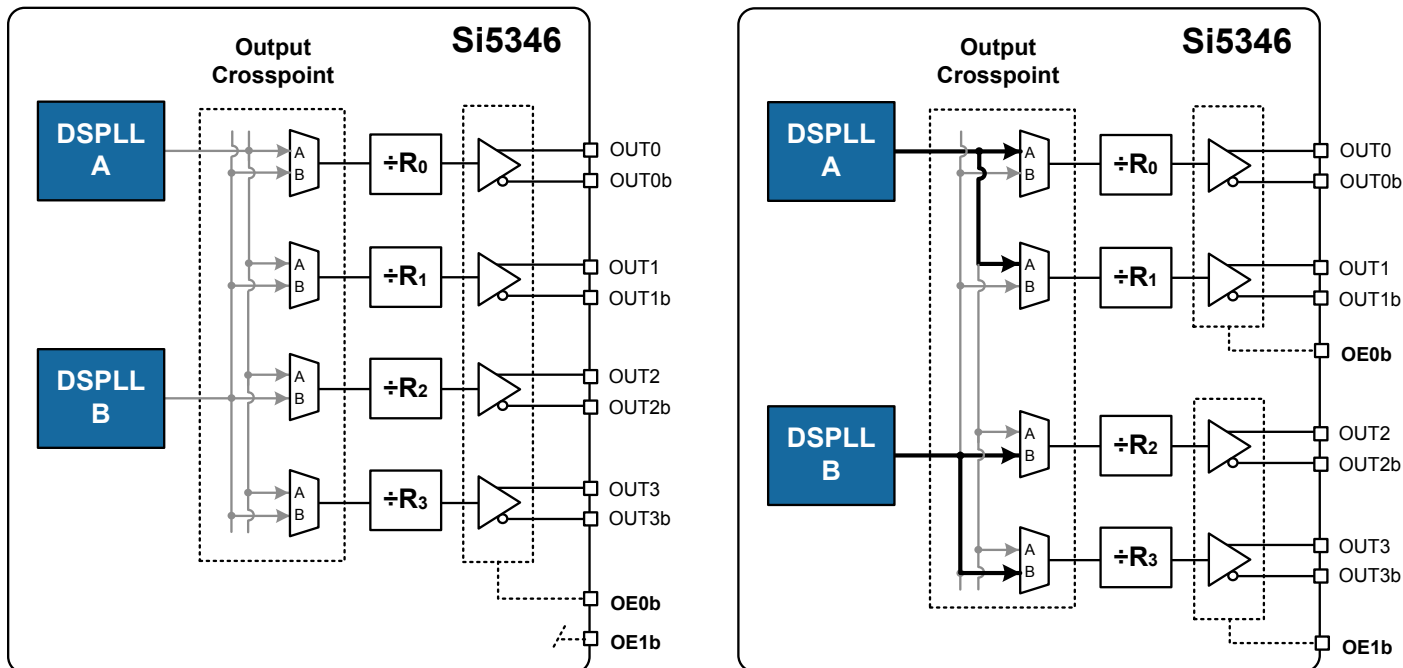 Si5346
Output
Crosspoint
DSPLL
A
A
B
÷R0
OUT0
OUT0b
A
B
÷R1
OUT1
OUT1b
DSPLL
B
A
B
÷R2
OUT2
OUT2b
A
B
÷R3
OUT3
OUT3b
OE0b
OE1b
Si5346
Output
Crosspoint
DSPLL
A
A
B
÷R0
OUT0
OUT0b
A
B
÷R1
OUT1
OUT1b
OE0b
DSPLL
B
A
B
÷R2
OUT2
OUT2b
A
B
÷R3
OUT3
OUT3b
OE1b